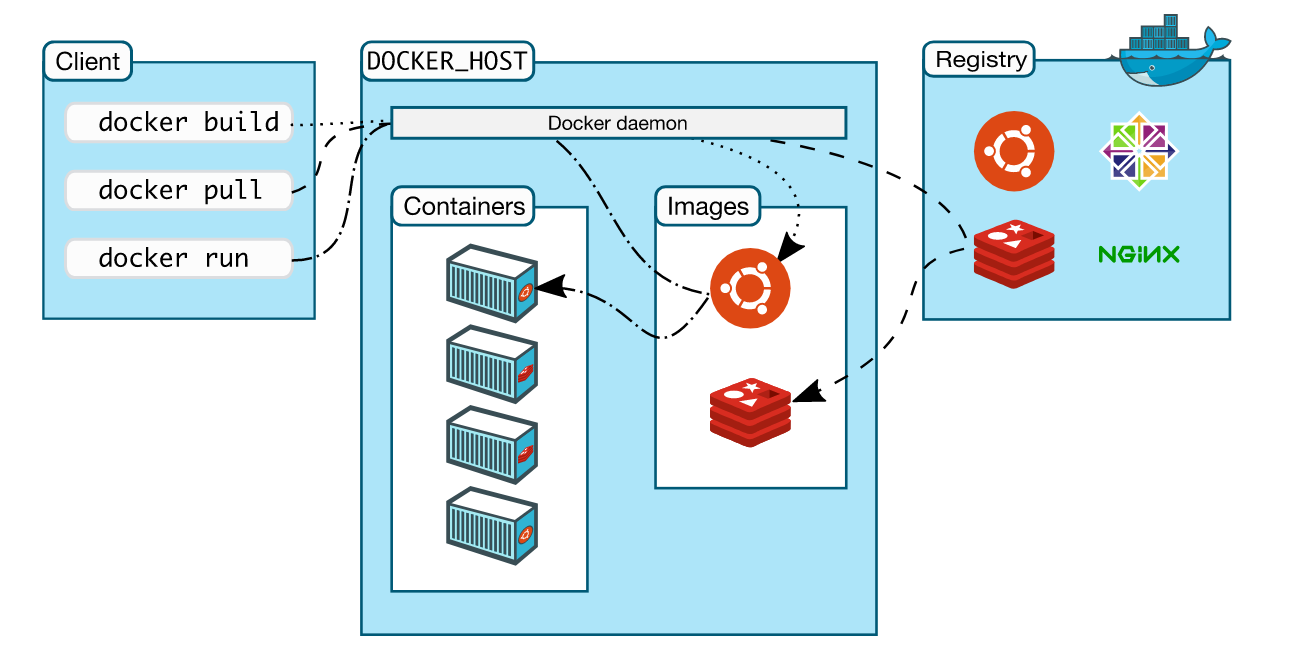 Client
docker build
docker pull
docker run
DOCKER_HOST
Docker daemon
Containers
Images
Registry
NGINX